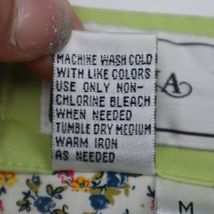 MACHINE WASH COLD
WITH LIKE COLORS
USE ONLY NON-
CHLORINE BLEACH
WHEN NEEDED
TUMBLE DRY MEDIUM
WARM IRON
AS NEEDED
A
M